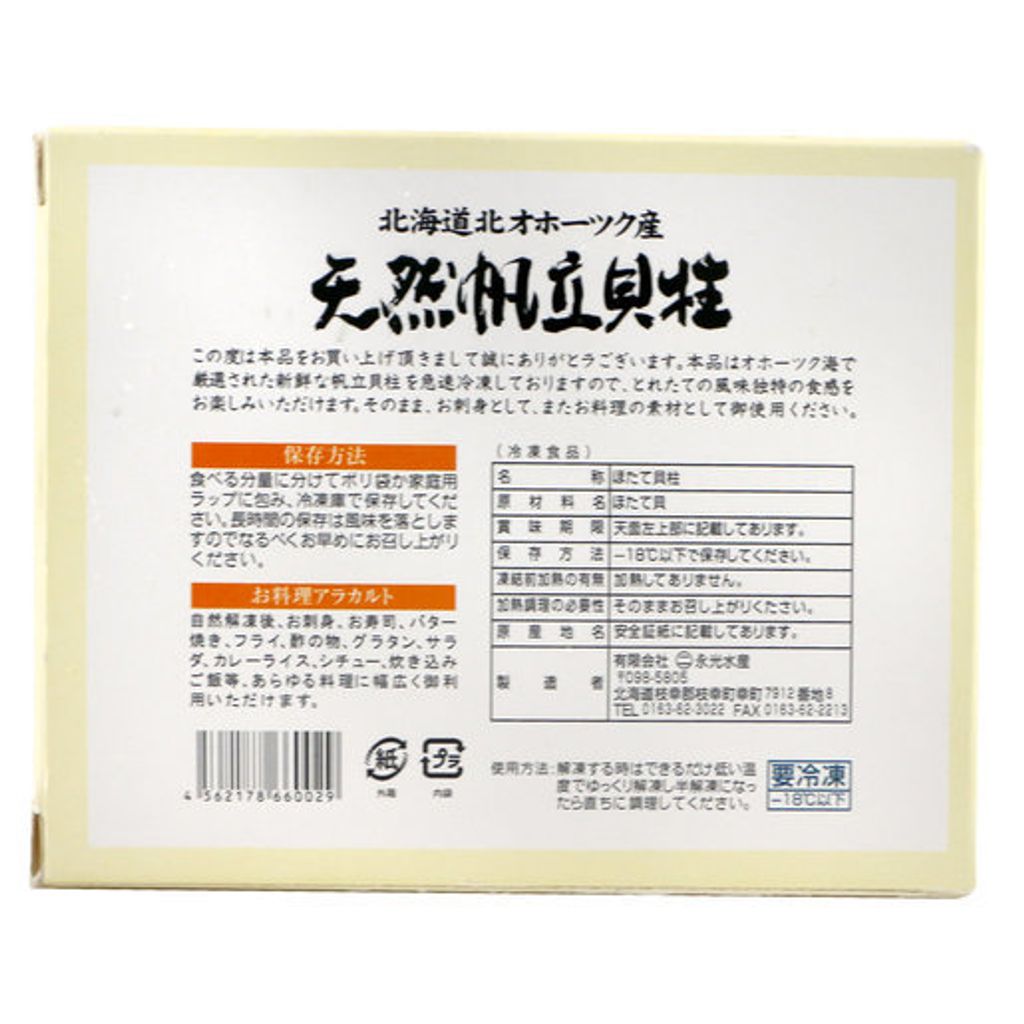 北海道北オホーツク産
天然帆立貝柱
この度は本品をお買い上げ頂きまして誠にありがとうございます。本品はオホーツク海で
厳選された新鮮な帆立貝柱を急速冷凍しておりますので、とれたての風味独特の食感を
お楽しみいただけます。そのまま、お刺身として、またお料理の素材として御使用ください。
保存方法
食べる分量に分けてポリ袋か家庭用
ラップに包み、冷凍庫で保存してくだ
さい。長時間の保存は風味を落としま
すのでなるべくお早めにお召し上がり
ください。
お料理アラカルト
自然解凍後、お刺身、お寿司、バター
焼き、フライ、酢の物、グラタン、サラ
ダ、カレーライス、シチュー、炊き込み
ご飯等、あらゆる料理に幅広く御利
用いただけます。
(冷凍食品)
名称 ほたて貝柱
原材料名 ほたて貝
賞味期限 天面左上部に記載してあります。
保存方法 −18℃以下で保存してください。
凍結前加熱の有無 加熱してありません。
加熱調理の必要性 そのままお召し上がりください。
原産地名 安全証紙に記載してあります。
製造者 有限会社 ㊁永光水産
〒098-5805
北海道枝幸郡枝幸町幸町7912番地8
TEL 0163-62-3022 FAX 0163-62-2213
4 562178 660029
紙
外箱
プラ
内袋
使用方法:解凍する時はできるだけ低い温
度でゆっくり解凍し半解凍になっ
たら直ちに調理してください。
要冷凍
−18℃以下